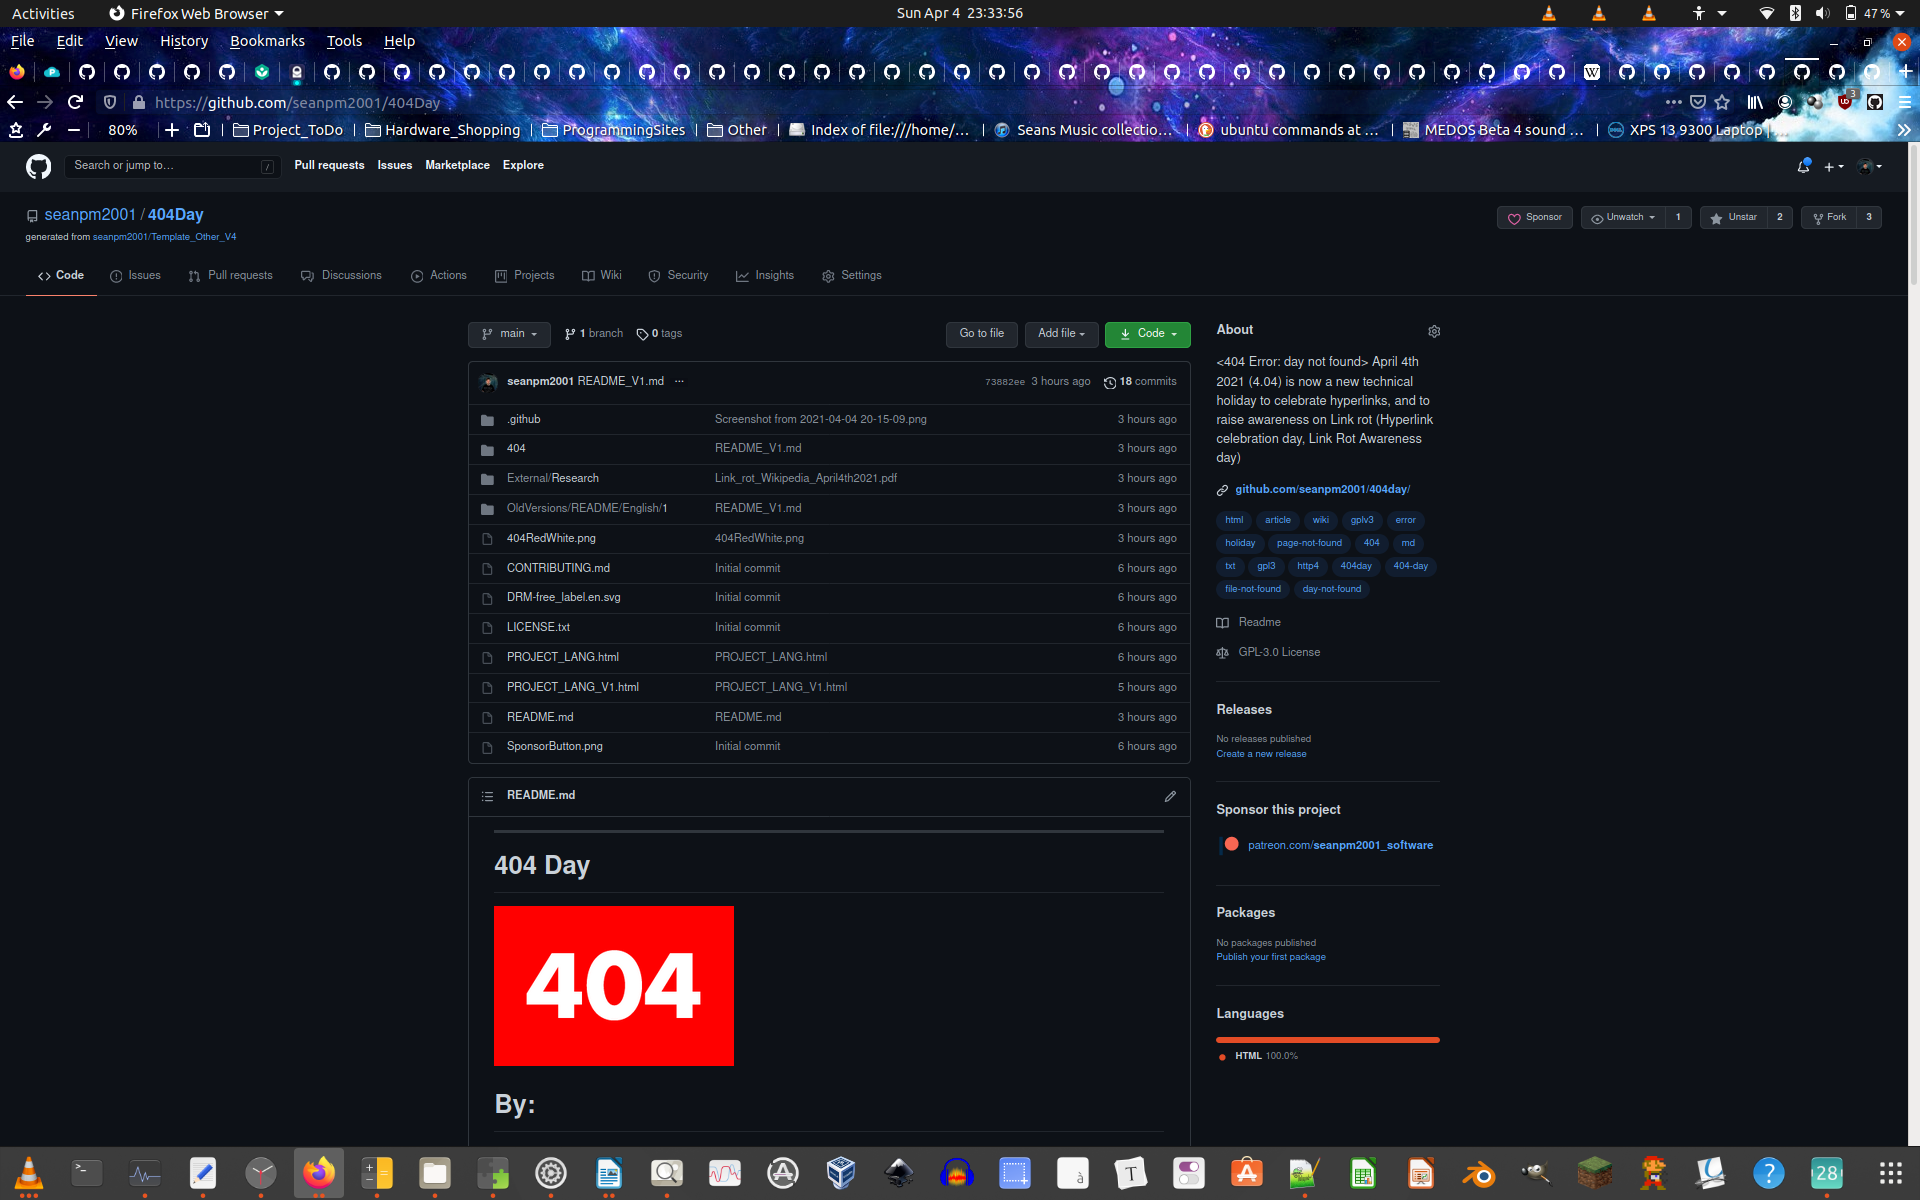 Activities
Firefox Web Browser
Sun Apr 4 23:33:56
47 %
File Edit View History Bookmarks Tools Help
https://github.com/seanpm2001/404Day
3
80%
Project_ToDo
Hardware_Shopping
ProgrammingSites
Other
Index of file:///home/…
Seans Music collectio…
ubuntu commands at …
MEDOS Beta 4 sound …
XPS 13 9300 Laptop | …
Search or jump to…
/
Pull requests Issues Marketplace Explore
seanpm2001 / 404Day
generated from seanpm2001/Template_Other_V4
Sponsor
Unwatch 1
Unstar 2
Fork 3
Code
Issues
Pull requests
Discussions
Actions
Projects
Wiki
Security
Insights
Settings
main
1 branch
0 tags
Go to file
Add file
Code
seanpm2001 README_V1.md ...
73882ee 3 hours ago
18 commits
.github Screenshot from 2021-04-04 20-15-09.png 3 hours ago
404 README_V1.md 3 hours ago
External/Research Link_rot_Wikipedia_April4th2021.pdf 3 hours ago
OldVersions/README/English/1 README_V1.md 3 hours ago
404RedWhite.png 404RedWhite.png 3 hours ago
CONTRIBUTING.md Initial commit 6 hours ago
DRM-free_label.en.svg Initial commit 6 hours ago
LICENSE.txt Initial commit 6 hours ago
PROJECT_LANG.html PROJECT_LANG.html 6 hours ago
PROJECT_LANG_V1.html PROJECT_LANG_V1.html 5 hours ago
README.md README.md 3 hours ago
SponsorButton.png Initial commit 6 hours ago
README.md
404 Day
404
By:
About
<404 Error: day not found> April 4th
2021 (4.04) is now a new technical
holiday to celebrate hyperlinks, and to
raise awareness on Link rot (Hyperlink
celebration day, Link Rot Awareness
day)
github.com/seanpm2001/404day/
html article wiki gplv3 error
holiday page-not-found 404 md
txt gpl3 http4 404day 404-day
file-not-found day-not-found
Readme
GPL-3.0 License
Releases
No releases published
Create a new release
Sponsor this project
patreon.com/seanpm2001_software
Packages
No packages published
Publish your first package
Languages
HTML 100.0%
28